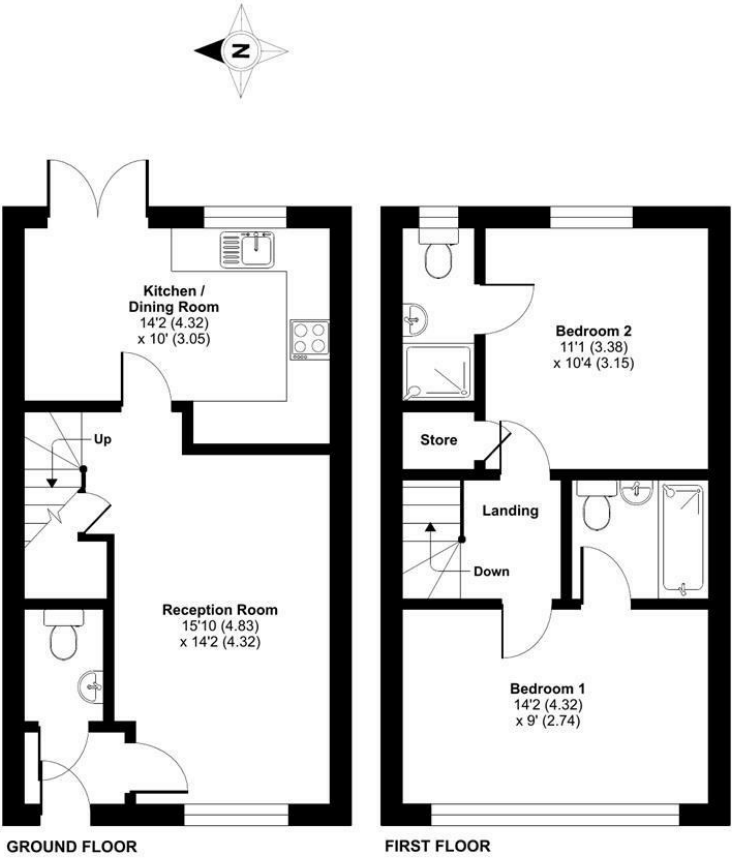 N
Kitchen /
Dining Room
14'2 (4.32)
x 10' (3.05)
Up
Reception Room
15'10 (4.83)
x 14'2 (4.32)
GROUND FLOOR
Bedroom 2
11'1 (3.38)
x 10'4 (3.15)
Store
Landing
Down
Bedroom 1
14'2 (4.32)
x 9' (2.74)
FIRST FLOOR